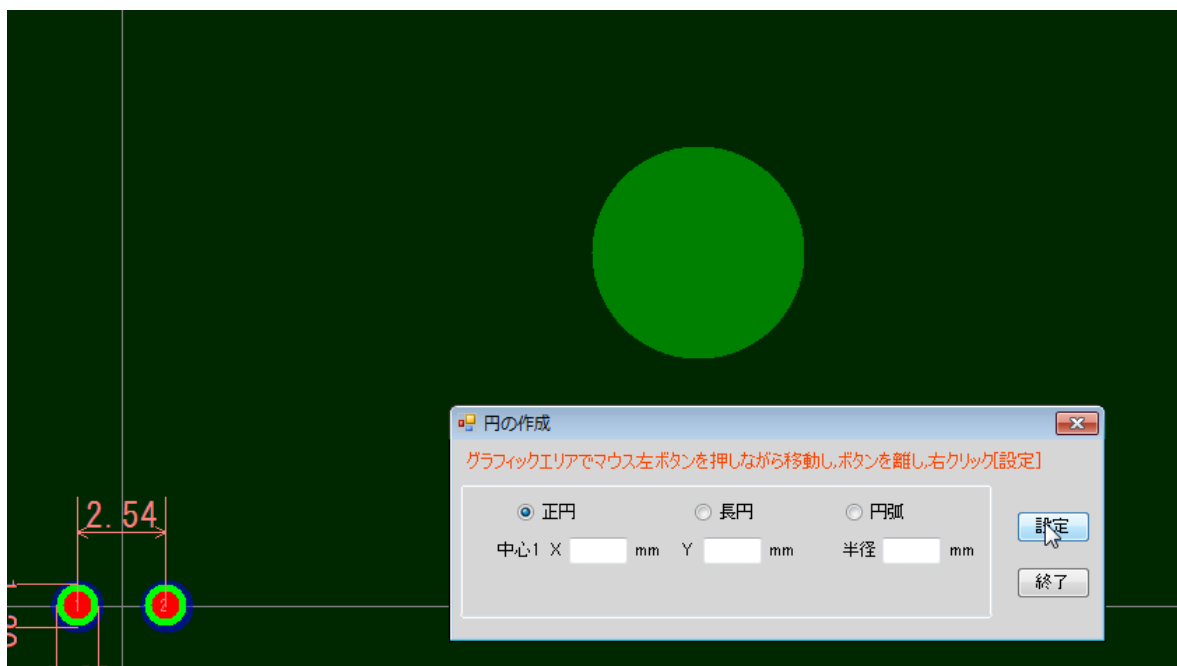 2.54
1
2
円の作成
グラフィックエリアでマウス左ボタンを押しながら移動し,ボタンを離し,右クリック[設定]
正円 長円 円弧
中心1 X mm Y mm 半径 mm
設定
終了